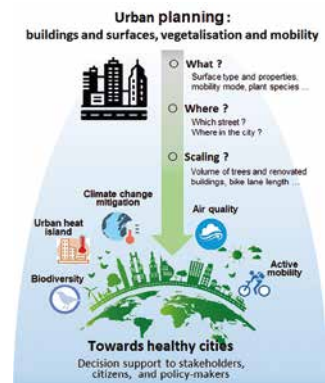 Urban planning :
buildings and surfaces, vegetalisation and mobility
What ?
Surface type and properties,
mobility mode, plant species ...
Where ?
Which street ?
Where in the city ?
Scaling ?
Volume of trees and renovated
buildings, bike lane length ...
Climate change
mitigation
Air quality
Urban heat
island
Active
mobility
Biodiversity
Towards healthy cities
Decision support to stakeholders,
citizens, and policy-makers